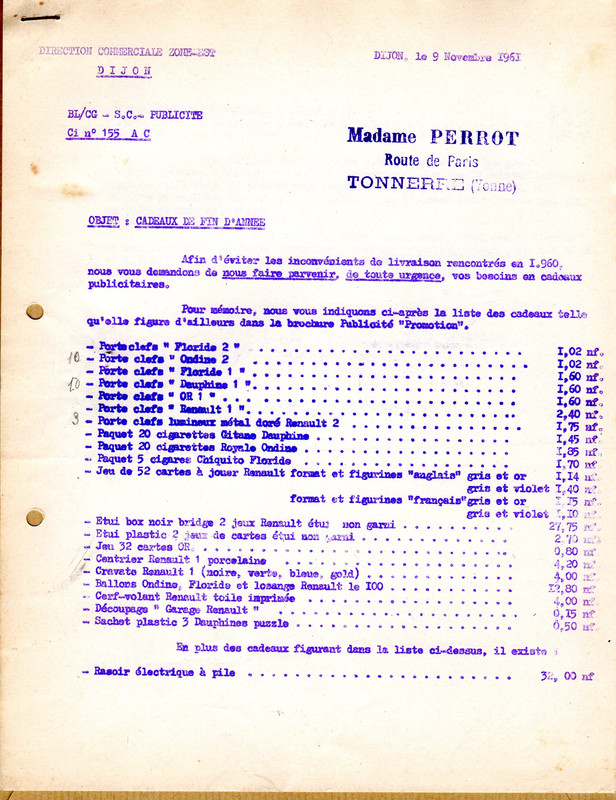 DIRECTION COMMERCIALE ZONE-EST
DIJON, le 9 Novembre 1961
DIJON
BL/CG - S.C.- PUBLICITE
Ci n° 155 A C
Madame PERROT
Route de Paris
TONNERRE (Yonne)
OBJET : CADEAUX DE FIN D'ANNEE
Afin d'éviter les inconvénients de livraison rencontrés en I.960,
nous vous demandons de nous faire parvenir, de toute urgence, vos besoins en cadeaux
publicitaires.
Pour mémoire, nous vous indiquons ci-après la liste des cadeaux telle
qu'elle figure d'ailleurs dans la brochure Publicité "Promotion".
- Porte clefs " Floride 2 " . . . . . . . . . . I,02 nf.
10 - Porte clefs " Ondine 2 . . . . . . . . . . I,02 nf.
- Porte clefs " Floride 1 " . . . . . . . . . . I,60 nf.
10 - Porte clefs " Dauphine 1 " . . . . . . . . . . I,60 nf.
- Porte clefs " OR 1 " . . . . . . . . . . I,60 nf.
- Porte clefs " Renault 1 " . . . . . . . . . . 2,40 nf.
3 - Porte clefs lumineux métal doré Renault 2 . . . . . . . . . . I,75 nf.
- Paquet 20 cigarettes Gitane Dauphine . . . . . . . . . . I,45 nf.
- Paquet 20 cigarettes Royale Ondine . . . . . . . . . . I,85 nf.
- Paquet 5 cigares Chiquito Floride . . . . . . . . . . I,70 nf.
- Jeu de 52 cartes à jouer Renault format et figurines "anglais" gris et or I,14 nf.
gris et violet I,40 nf.
format et figurines "français" gris et or I,15 nf.
gris et violet I,10 nf.
- Etui box noir bridge 2 jeux Renault étui non garni . . . . . . . . . . 27,75 nf.
- Etui plastic 2 jeux de cartes étui non garni . . . . . . . . . . 2,70 nf.
- Jeu 32 cartes OR. . . . . . . . . . . 0,80 nf
- Centrier Renault 1 porcelaine . . . . . . . . . . 4,20 nf
- Cravate Renault 1 (noire, verte, bleue, gold) . . . . . . . . . . 4,00 nf
- Ballons Ondine, Floride et losange Renault le I00 . . . . . . . . . . I2,80 nf
- Cerf-volant Renault toile imprimée . . . . . . . . . . 4,00 nf
- Découpage " Garage Renault " . . . . . . . . . . 0,15 nf
- Sachet plastic 3 Dauphines puzzle . . . . . . . . . . 0,50 nf
En plus des cadeaux figurant dans la liste ci-dessus, il existe :
- Rasoir électrique à pile . . . . . . . . . . 32, 00 nf